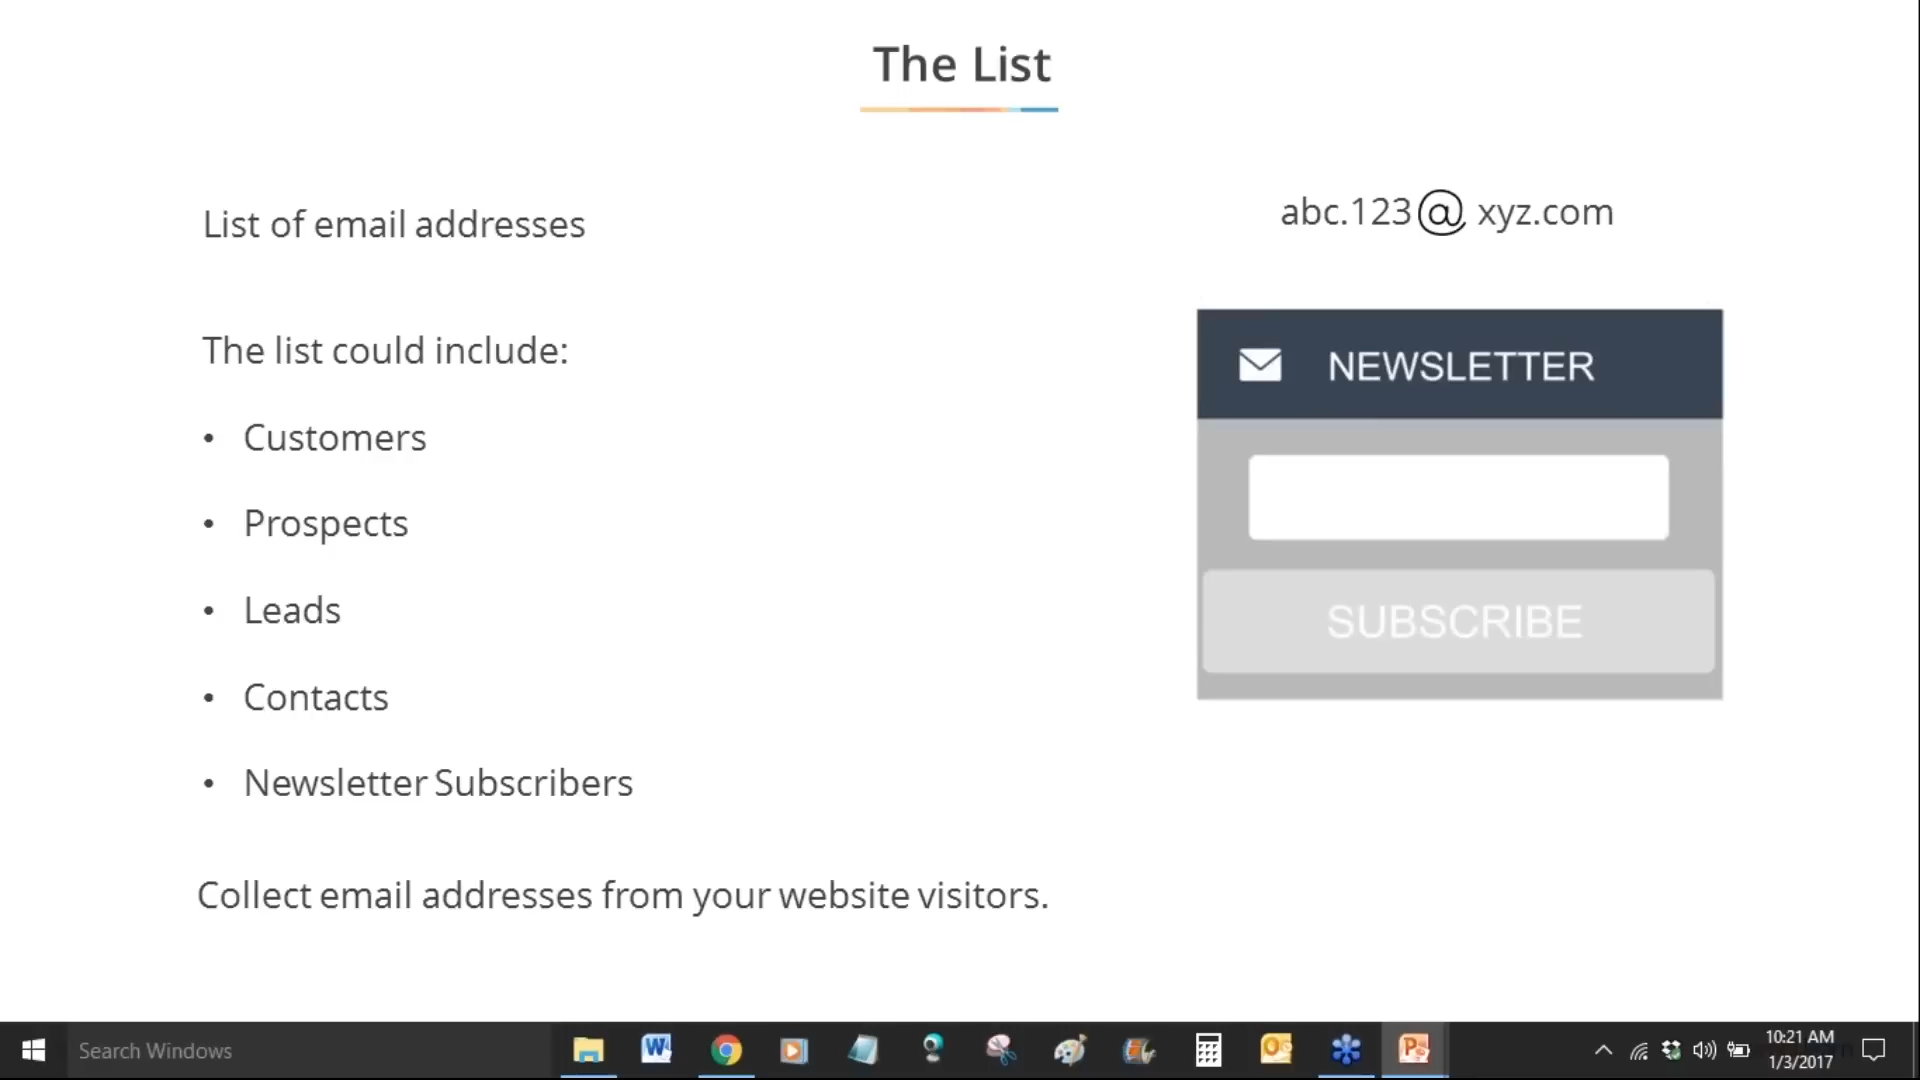 The List
List of email addresses
abc.123@ xyz.com
The list could include:
• Customers
• Prospects
• Leads
• Contacts
• Newsletter Subscribers
NEWSLETTER
SUBSCRIBE
Collect email addresses from your website visitors.
Search Windows
10:21 AM
1/3/2017